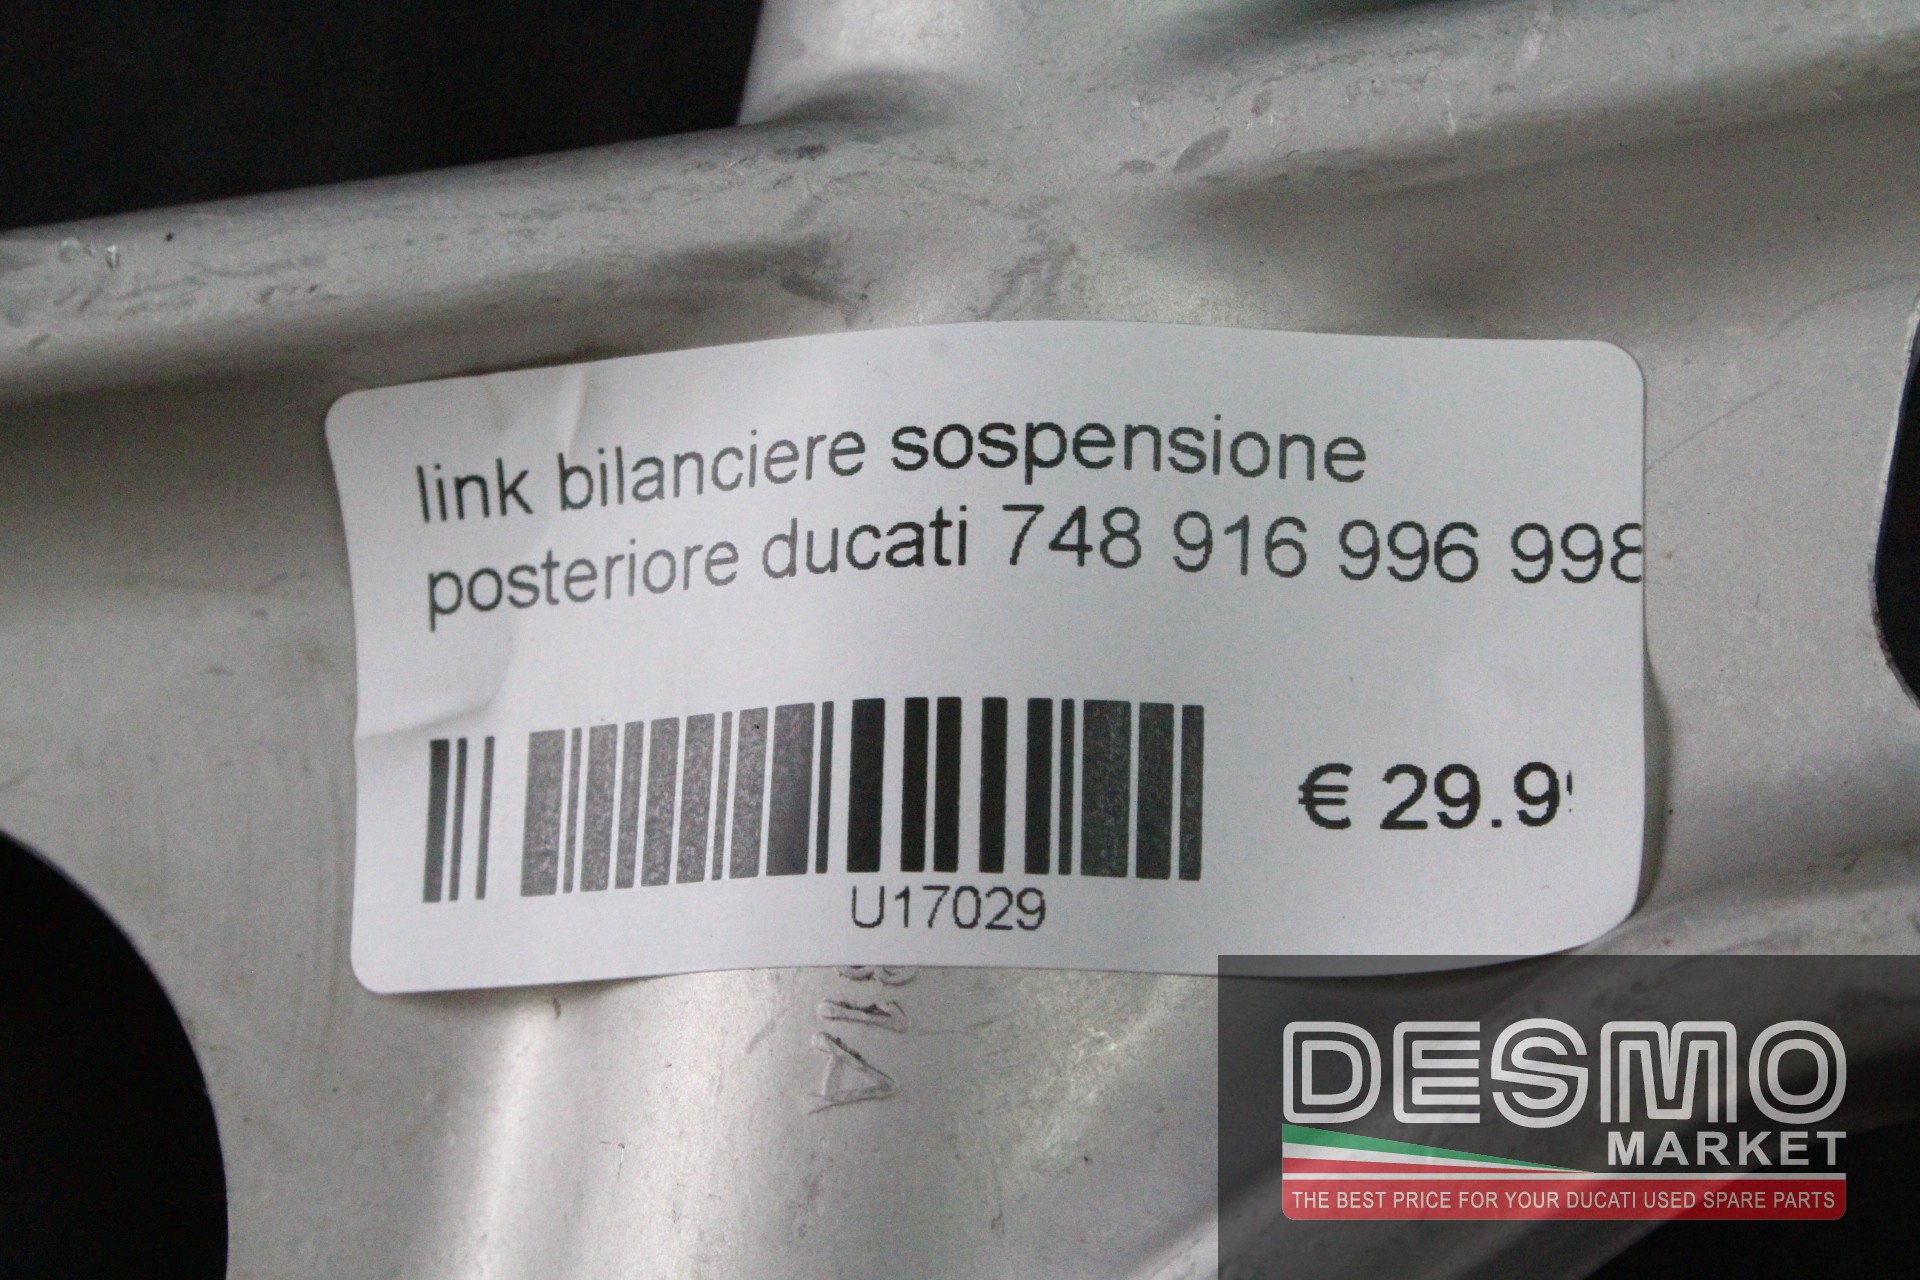 link bilanciere sospensione
posteriore ducati 748 916 996 998
€ 29.9
U17029
31A
DESMO
MARKET
THE BEST PRICE FOR YOUR DUCATI USED SPARE PARTS